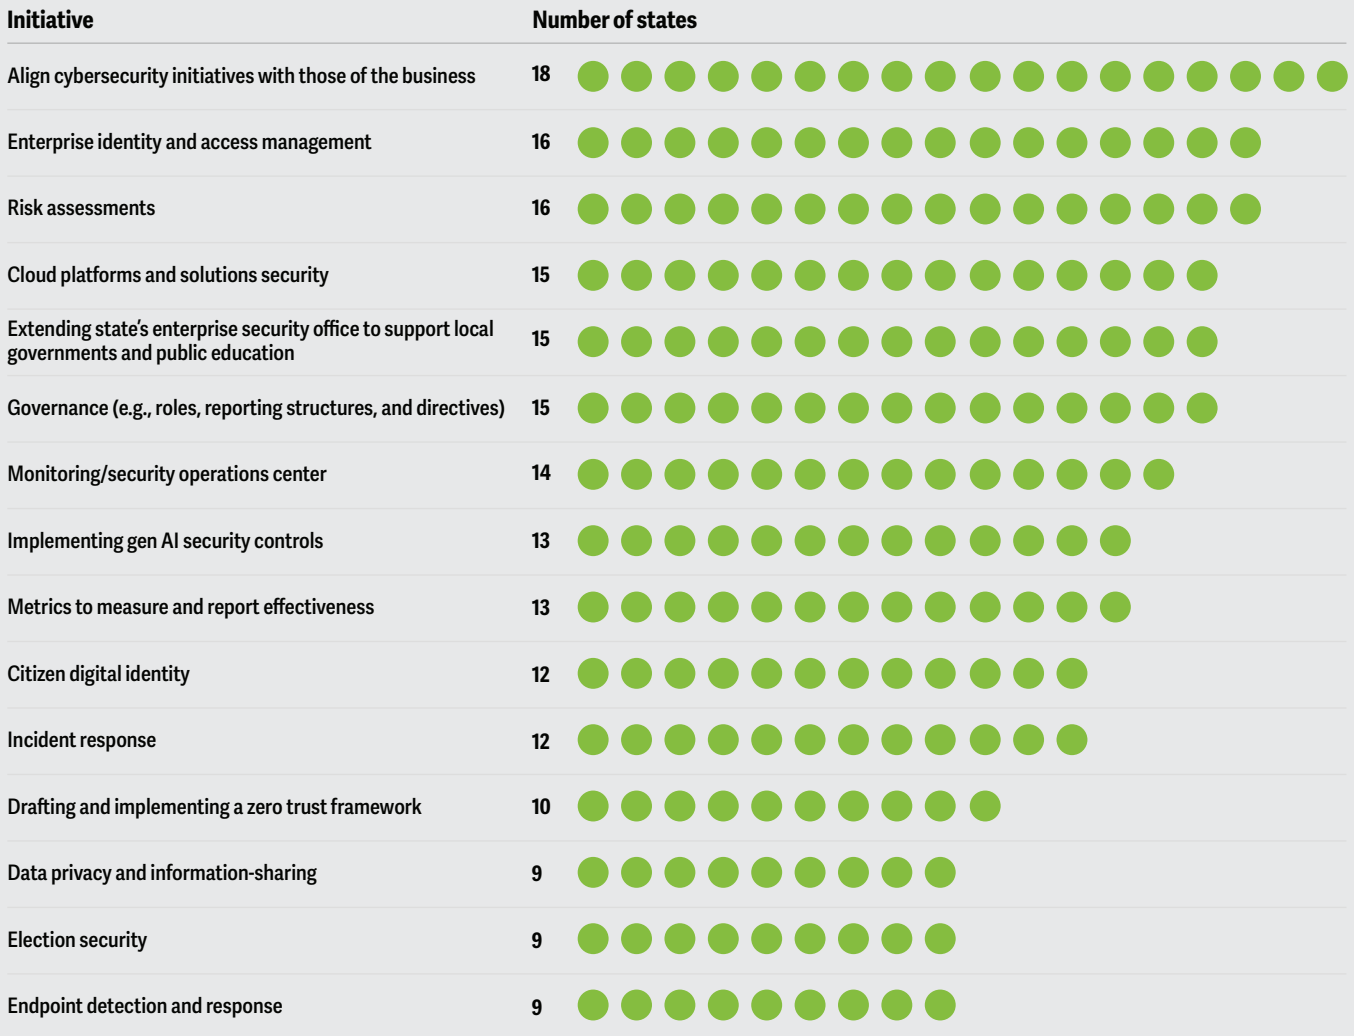 Initiative Number of states
Align cybersecurity initiatives with those of the business 18
Enterprise identity and access management 16
Risk assessments 16
Cloud platforms and solutions security 15
Extending state’s enterprise security office to support local
governments and public education 15
Governance (e.g., roles, reporting structures, and directives) 15
Monitoring/security operations center 14
Implementing gen AI security controls 13
Metrics to measure and report effectiveness 13
Citizen digital identity 12
Incident response 12
Drafting and implementing a zero trust framework 10
Data privacy and information-sharing 9
Election security 9
Endpoint detection and response 9